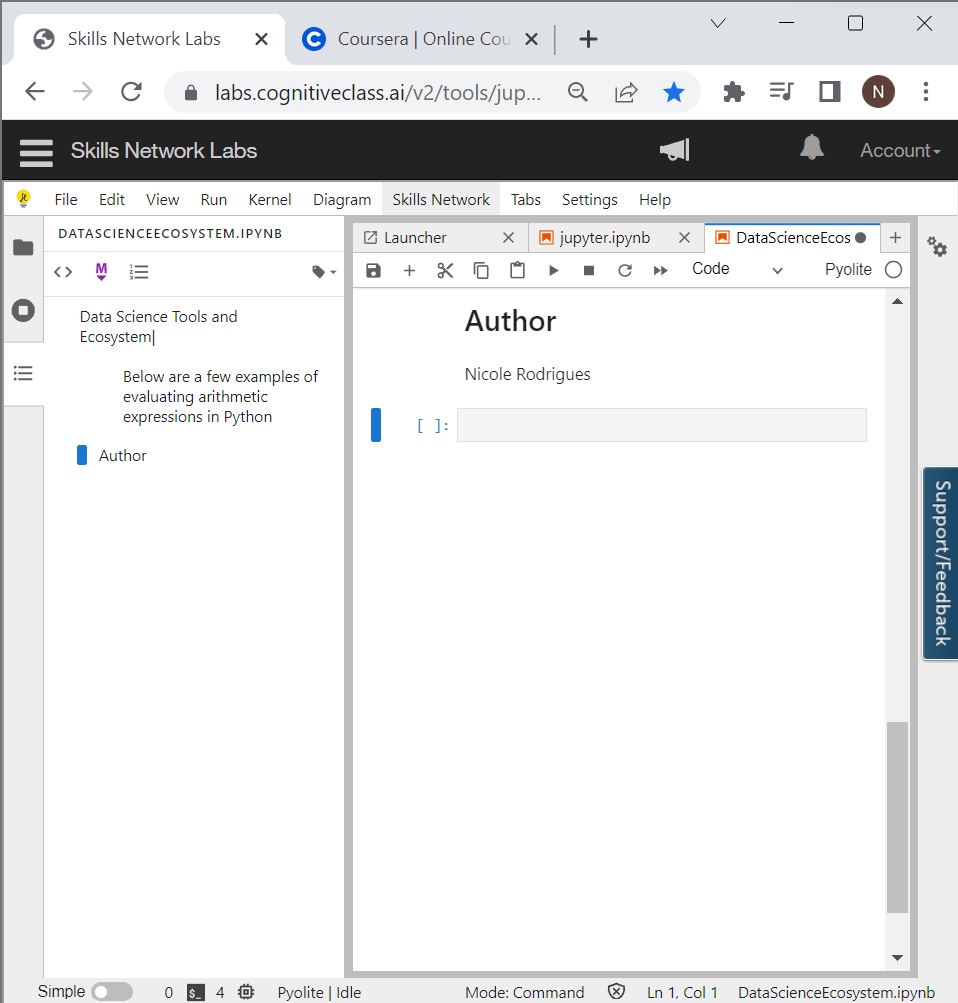 Skills Network Labs
Coursera | Online Cou
labs.cognitiveclass.ai/v2/tools/jup...
N
Skills Network Labs
Account
File Edit View Run Kernel Diagram Skills Network Tabs Settings Help
DATASCIENCEECOSYSTEM.IPYNB
M
Data Science Tools and
Ecosystem|
Below are a few examples of
evaluating arithmetic
expressions in Python
Author
Launcher
jupyter.ipynb
DataScienceEcos
Code
Pyolite
Author
Nicole Rodrigues
[ ]:
Support/Feedback
Simple 0 $_ 4 Pyolite | Idle Mode: Command Ln 1, Col 1 DataScienceEcosystem.ipynb